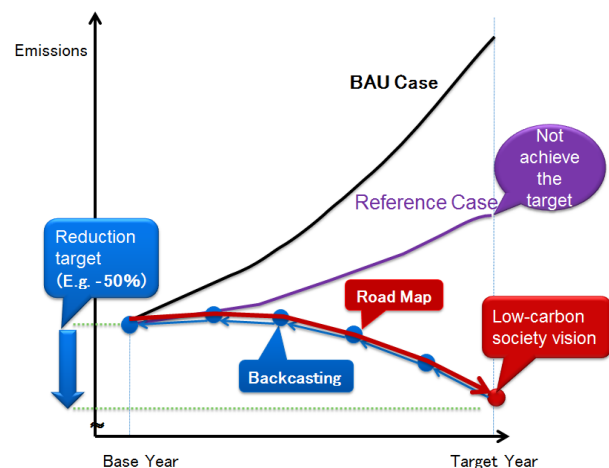 Emissions
BAU Case
Not
achieve
the
target
Reference Case
Reduction
target
(E.g. -50%)
Road Map
Low-carbon
society vision
Backcasting
≈
Base Year
Target Year